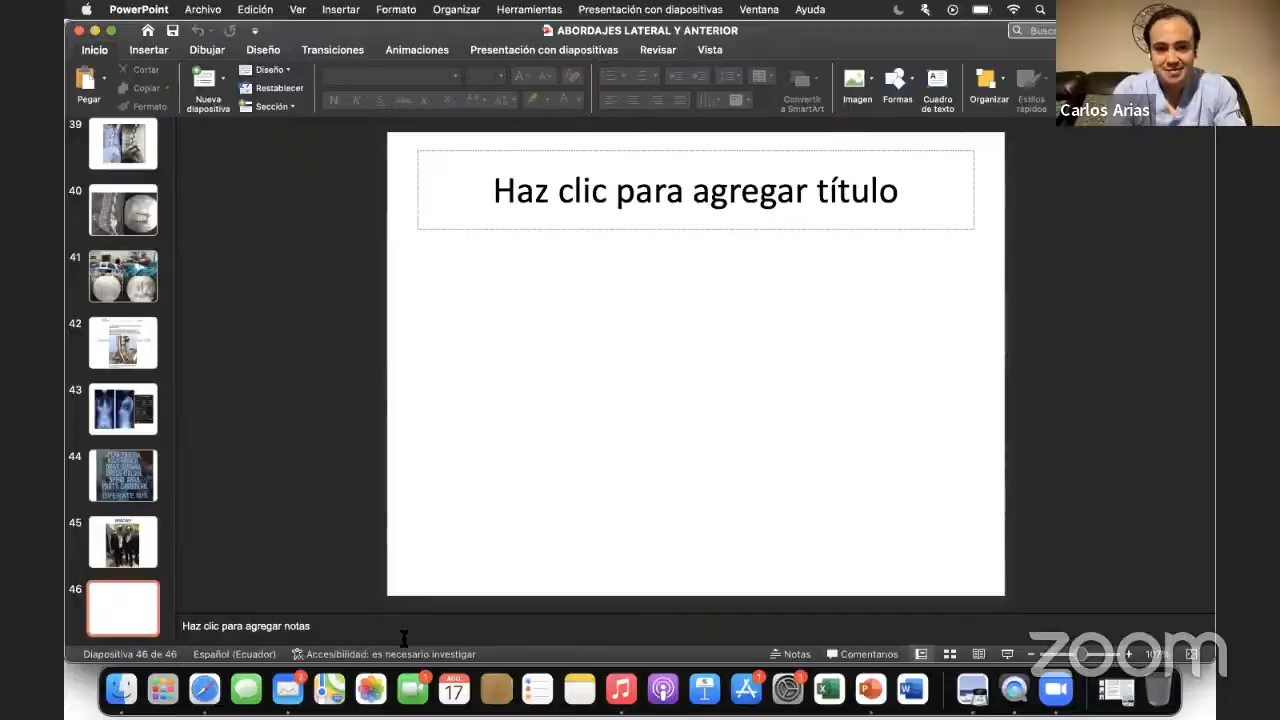 PowerPoint Archivo Edición Ver Insertar Formato Organizar Herramientas Presentación con diapositivas Ventana Ayuda
ABORDAJES LATERAL Y ANTERIOR
Inicio Insertar Dibujar Diseño Transiciones Animaciones Presentación con diapositivas Revisar Vista
Pegar
Cortar
Copiar
Formato
Nueva diapositiva
Diseño
Restablecer
Sección
Convertir a SmartArt
Imagen
Formas
Cuadro de texto
Organizar
Estilos rápidos
Carlos Arias
39
40
41
42
43
44
45
46
Haz clic para agregar título
Haz clic para agregar notas
Diapositiva 46 de 46 Español (Ecuador) Accesibilidad: es necesario investigar Notas Comentarios 107%
zoom
AGO.
17